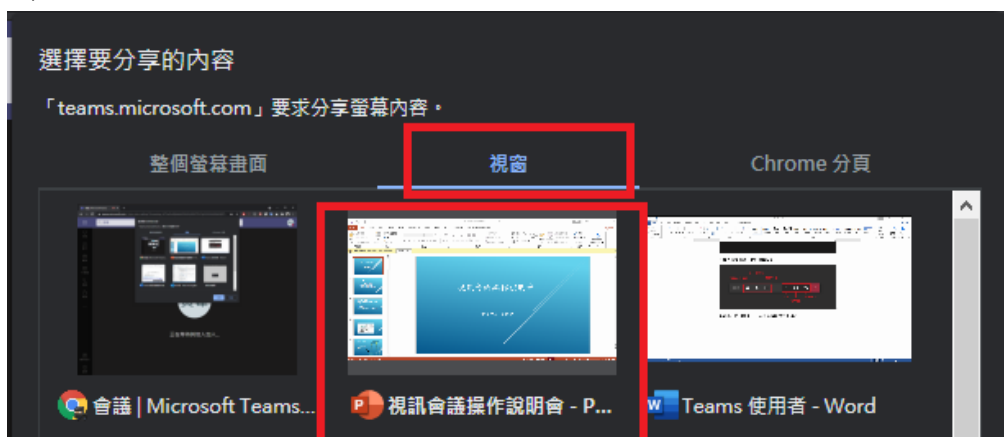 選擇要分享的內容
「teams.microsoft.com」要求分享螢幕內容。
整個螢幕畫面
視窗
Chrome 分頁
會議 | Microsoft Teams...
視訊會議操作說明會 - P...
Teams 使用者 - Word